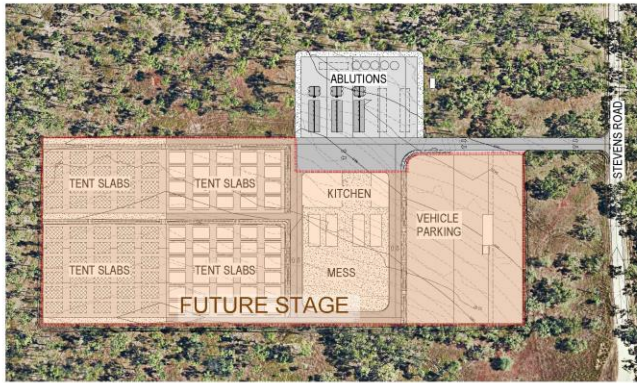 ABLUTIONS
STEVENS ROAD
TENT SLABS
TENT SLABS
KITCHEN
VEHICLE
PARKING
TENT SLABS
TENT SLABS
MESS
FUTURE STAGE